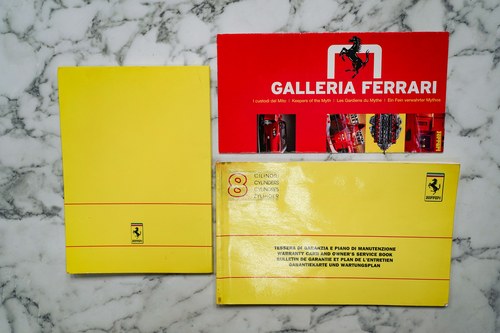 GALLERIA FERRARI
I custodi del Mito | Keepers of the Myth | Les Gardiens du Mythe | Ein Fein verwahrter Mythos
8
CILINDRI
CYLINDERS
CYLINDRES
ZYLINDER
Ferrari
TESSERA DI GARANZIA E PIANO DI MANUTENZIONE
WARRANTY CARD AND OWNER'S SERVICE BOOK
BULLETIN DE GARANTIE ET PLAN DE L'ENTRETIEN
GARANTIEKARTE UND WARTUNGSPLAN